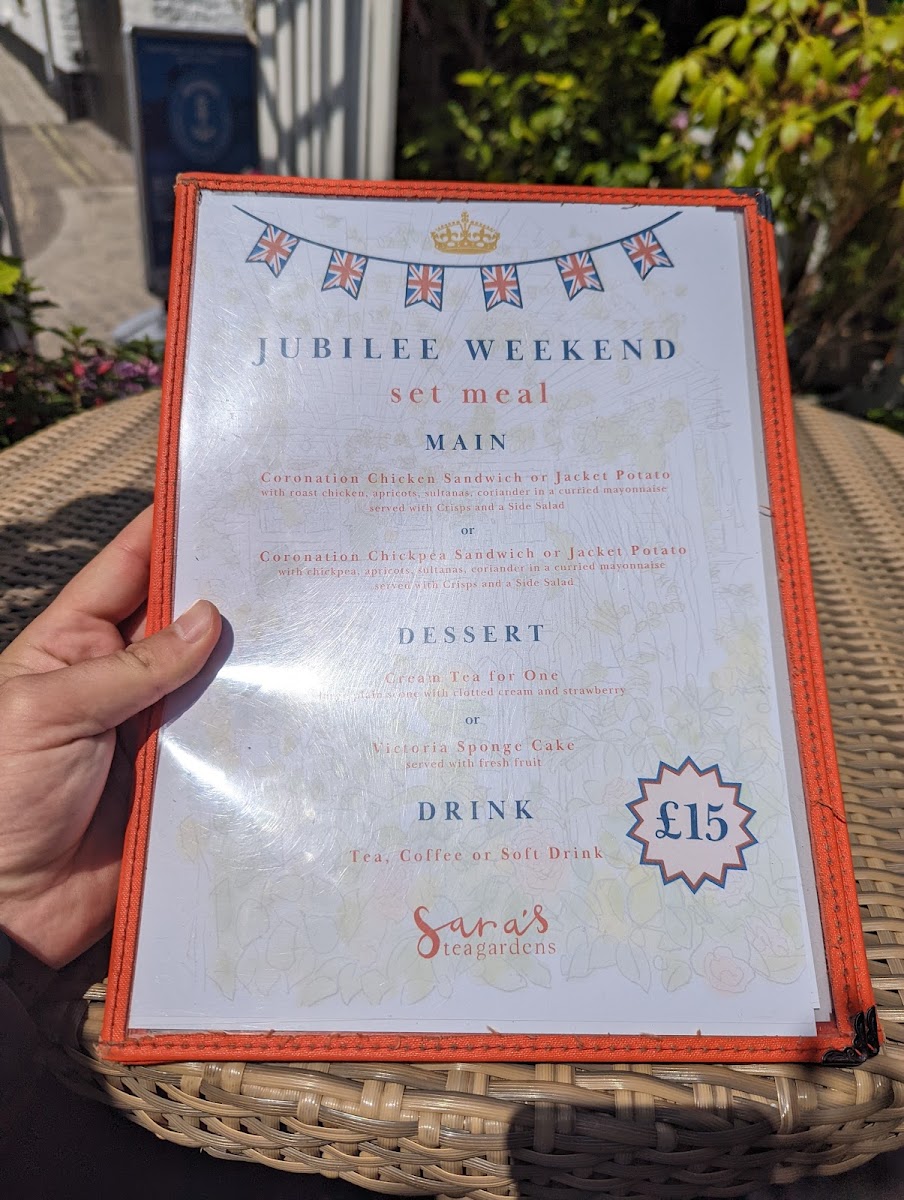 JUBILEE WEEKEND
set meal
MAIN
Coronation Chicken Sandwich or Jacket Potato
with roast chicken, apricots, sultanas, coriander in a curried mayonnaise
served with Crisps and a Side Salad
or
Coronation Chickpea Sandwich or Jacket Potato
with chickpea, apricots, sultanas, coriander in a curried mayonnaise
served with Crisps and a Side Salad
DESSERT
Cream Tea for One
with clotted cream and strawberry
or
Victoria Sponge Cake
served with fresh fruit
DRINK
£15
Tea, Coffee or Soft Drink
Sara's
teagardens